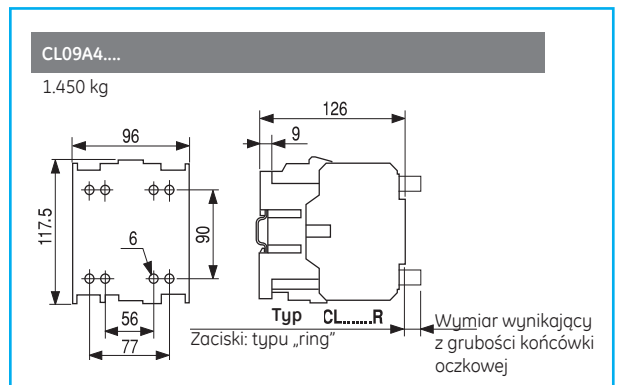 CL09A4....
1.450 kg
126
96
9
117.5
90
6
56
77
Typ CL.......R
Zaciski: typu „ring”
Wymiar wynikający
z grubości końcówki
oczkowej